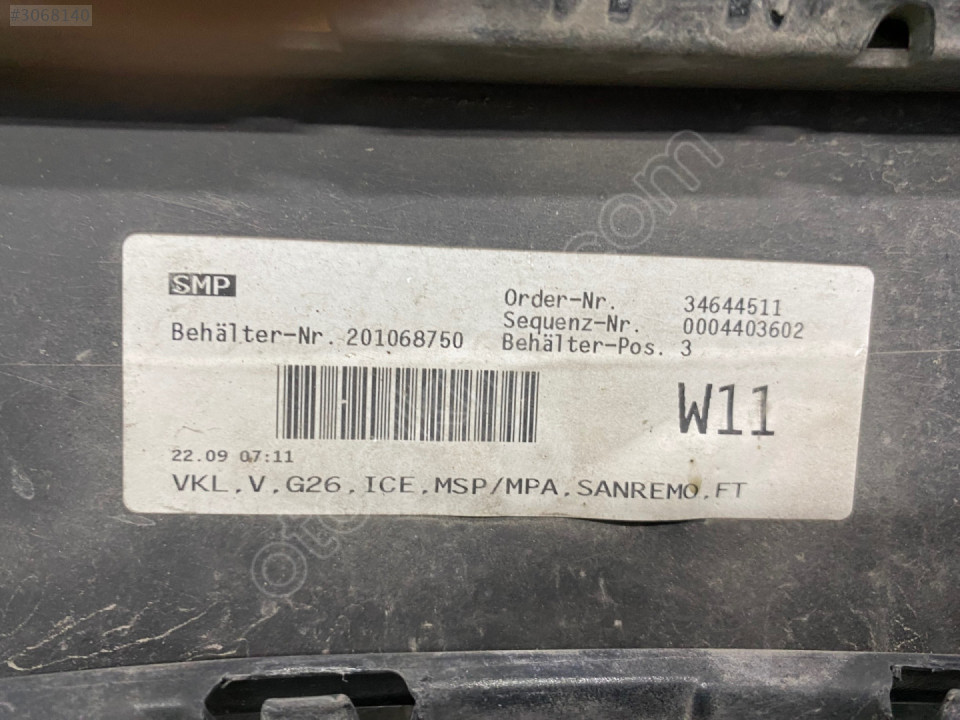 #3068140
SMP
Behälter-Nr. 201068750
Order-Nr. 34644511
Sequenz-Nr. 0004403602
Behälter-Pos. 3
W11
22.09 07:11
VKL,V,G26,ICE,MSP/MPA,SANREMO,FT